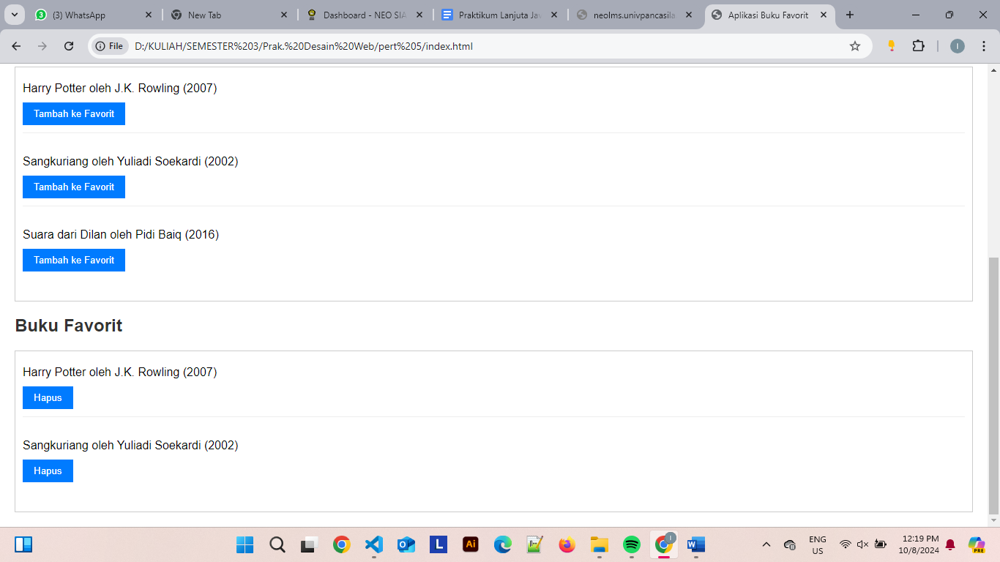 (3) WhatsApp
New Tab
Dashboard - NEO SIA
Praktikum Lanjuta Jav
neolms.univpancasila
Aplikasi Buku Favorit
File
D:/KULIAH/SEMESTER%203/Prak.%20Desain%20Web/pert%205/index.html
I
Harry Potter oleh J.K. Rowling (2007)
Tambah ke Favorit
Sangkuriang oleh Yuliadi Soekardi (2002)
Tambah ke Favorit
Suara dari Dilan oleh Pidi Baiq (2016)
Tambah ke Favorit
Buku Favorit
Harry Potter oleh J.K. Rowling (2007)
Hapus
Sangkuriang oleh Yuliadi Soekardi (2002)
Hapus
L
Ai
ENG
US
12:19 PM
10/8/2024
PRE